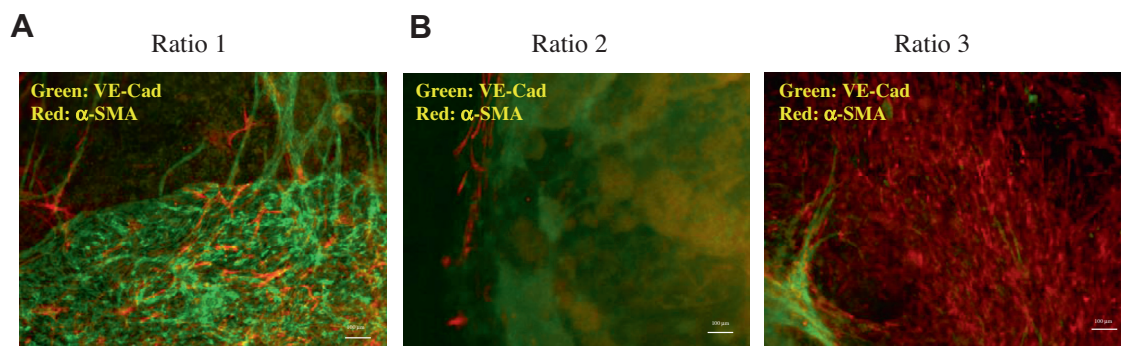 A
B
Ratio 1
Ratio 2
Ratio 3
Green: VE-Cad
Red: α-SMA
Green: VE-Cad
Red: α-SMA
Green: VE-Cad
Red: α-SMA
100 μm
100 μm
100 μm